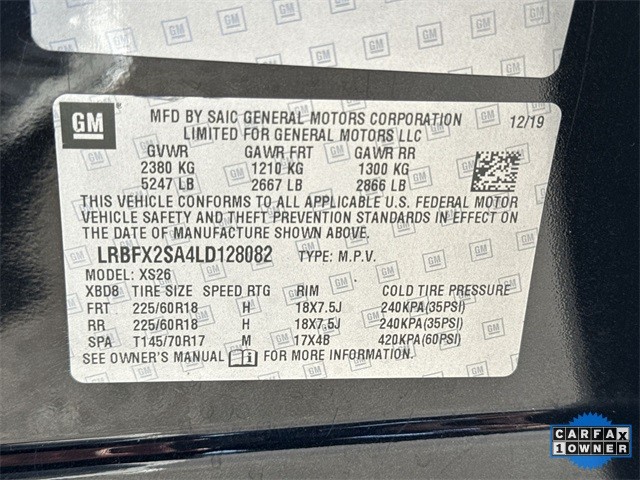 GM
MFD BY SAIC GENERAL MOTORS CORPORATION 12/19
LIMITED FOR GENERAL MOTORS LLC
GVWR GAWR FRT GAWR RR
2380 KG 1210 KG 1300 KG
5247 LB 2667 LB 2866 LB
THIS VEHICLE CONFORMS TO ALL APPLICABLE U.S. FEDERAL MOTOR
VEHICLE SAFETY AND THEFT PREVENTION STANDARDS IN EFFECT ON
THE DATE OF MANUFACTURE SHOWN ABOVE.
LRBFX2SA4LD128082 TYPE: M.P.V.
MODEL: XS26
XBD8 TIRE SIZE SPEED RTG RIM COLD TIRE PRESSURE
FRT 225/60R18 H 18X7.5J 240KPA(35PSI)
RR 225/60R18 H 18X7.5J 240KPA(35PSI)
SPA T145/70R17 M 17X4B 420KPA(60PSI)
SEE OWNER'S MANUAL FOR MORE INFORMATION.
CARFAX
1 OWNER